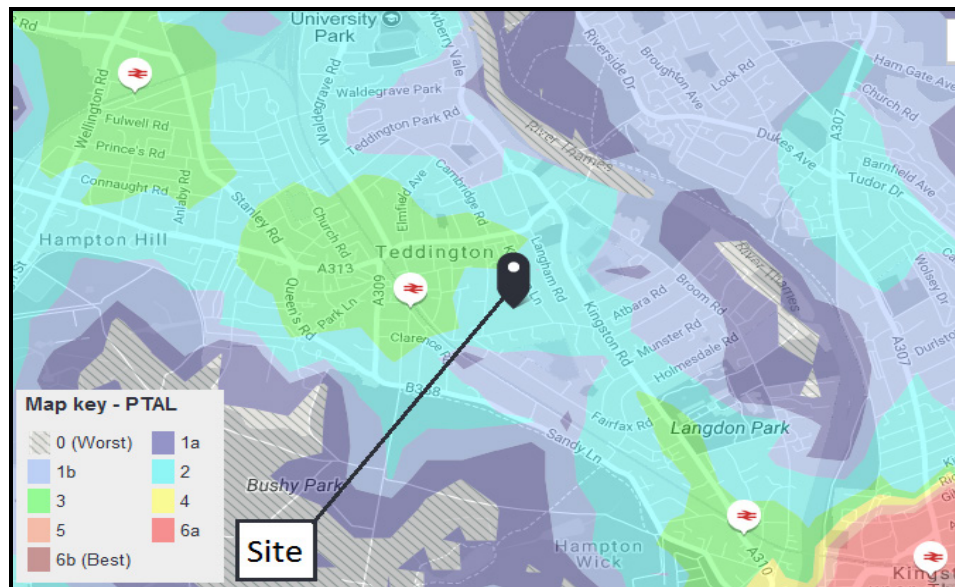 University
Park
Waldegrave Park
Teddington Park Rd
Waldegrave Rd
Riverside Dr
Broughton Ave
Lock Rd
Ham Gate Ave
Church Rd
A307
Dukes Ave
Barnfield Ave
Tudor Dr
River Thames
Wellington Rd
Fulwell Rd
Prince's Rd
Connaught Rd
Anlaby Rd
Stanley Rd
Hampton Hill
Church Rd
Elmfield Ave
Cambridge Rd
Teddington
A313
A309
Park Ln
Queen's Rd
Langham Rd
Kingston Rd
Atbara Rd
Broom Rd
Munster Rd
Holmesdale Rd
River Thames
Wolsey Dr
A307
Clarence
Fairfax Rd
Sandy Ln
Langdon Park
Bushy Park
Hampton
Wick
A310
Map key - PTAL
0 (Worst) 1a
1b 2
3 4
5 6a
6b (Best)
Site